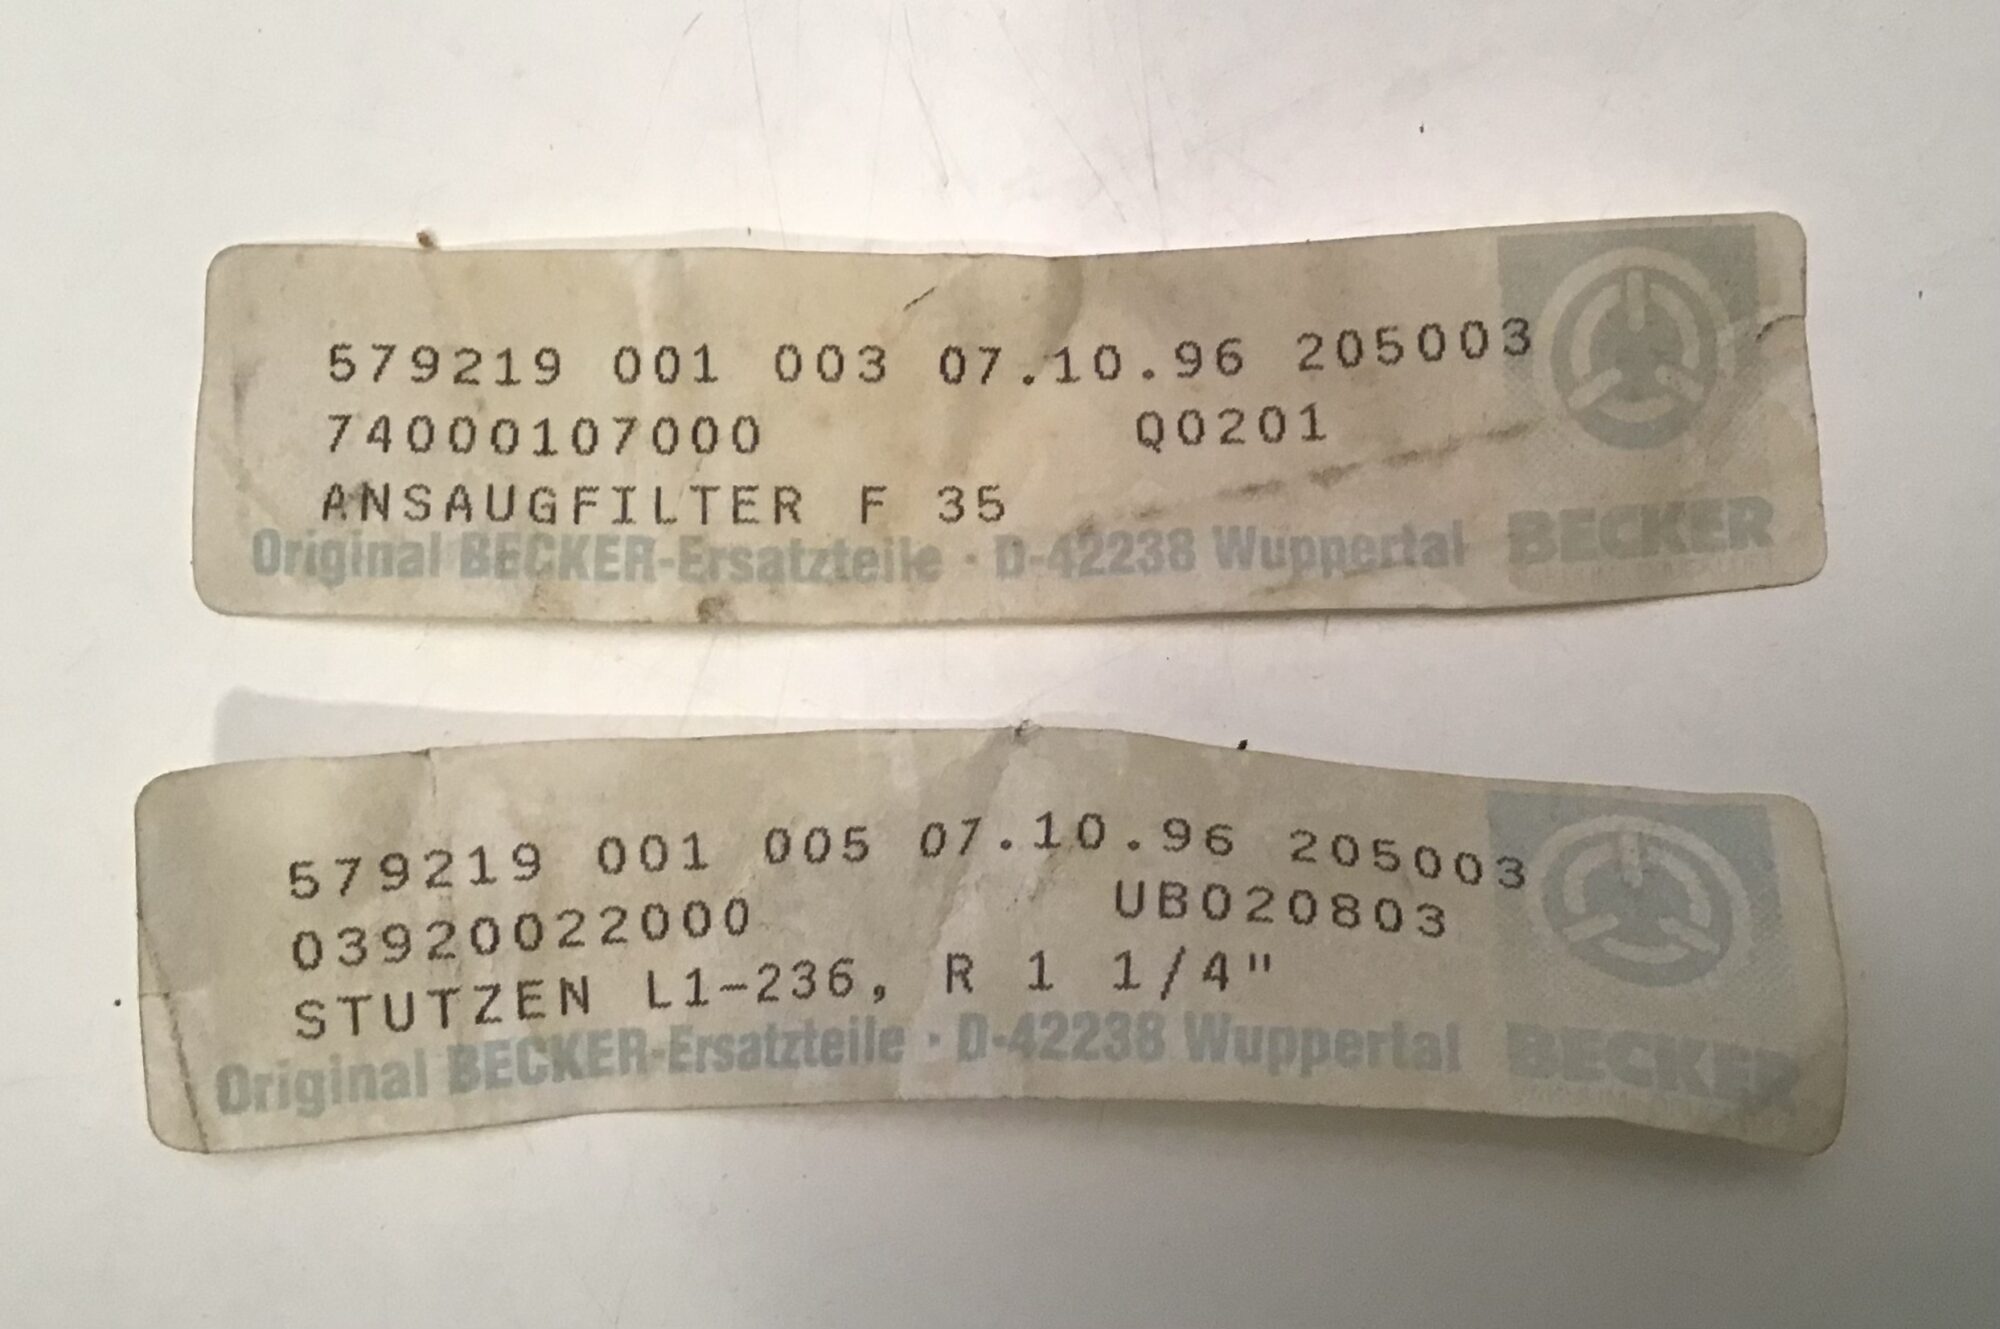 579219 001 003 07.10.96 205003
74000107000 Q0201
ANSAUGFILTER F 35
Original BECKER-Ersatzteile · D-42238 Wuppertal BECKER
579219 001 005 07.10.96 205003
03920022000 UB020803
STUTZEN L1-236, R 1 1/4"
Original BECKER-Ersatzteile · D-42238 Wuppertal BECKER